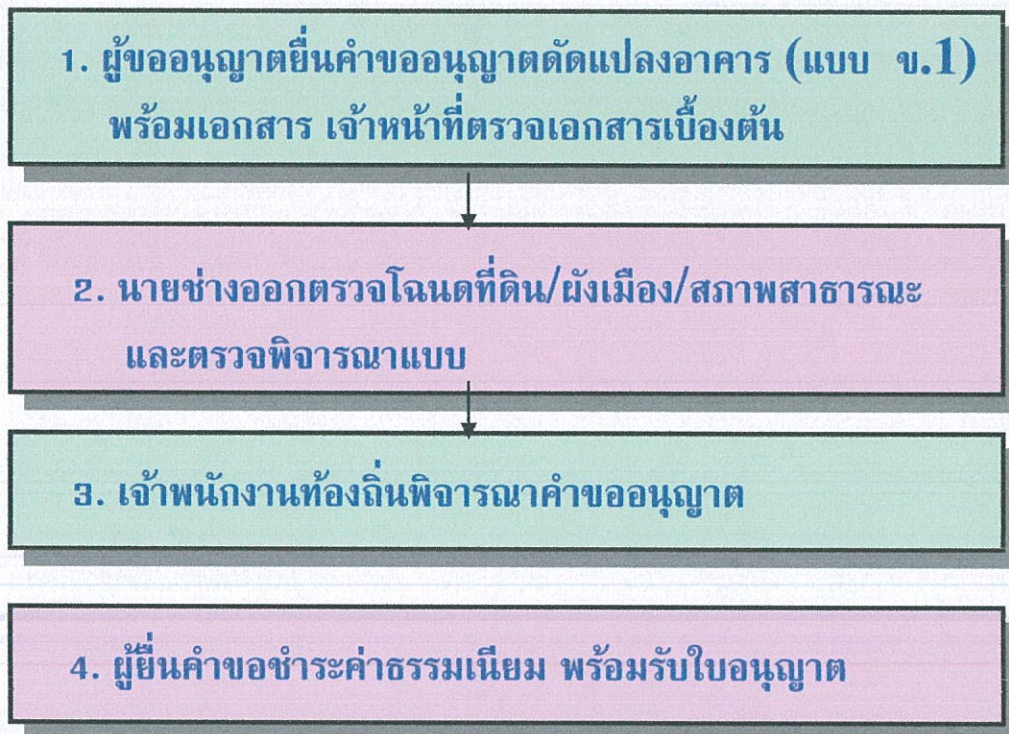 1. ผู้ขออนุญาตยื่นคำขออนุญาตดัดแปลงอาคาร (แบบ ข.1)
พร้อมเอกสาร เจ้าหน้าที่ตรวจเอกสารเบื้องต้น
2. นายช่างออกตรวจโฉนดที่ดิน/ผังเมือง/สภาพสาธารณะ
และตรวจพิจารณาแบบ
3. เจ้าพนักงานท้องถิ่นพิจารณาคำขออนุญาต
4. ผู้ยื่นคำขอชำระค่าธรรมเนียม พร้อมรับใบอนุญาต